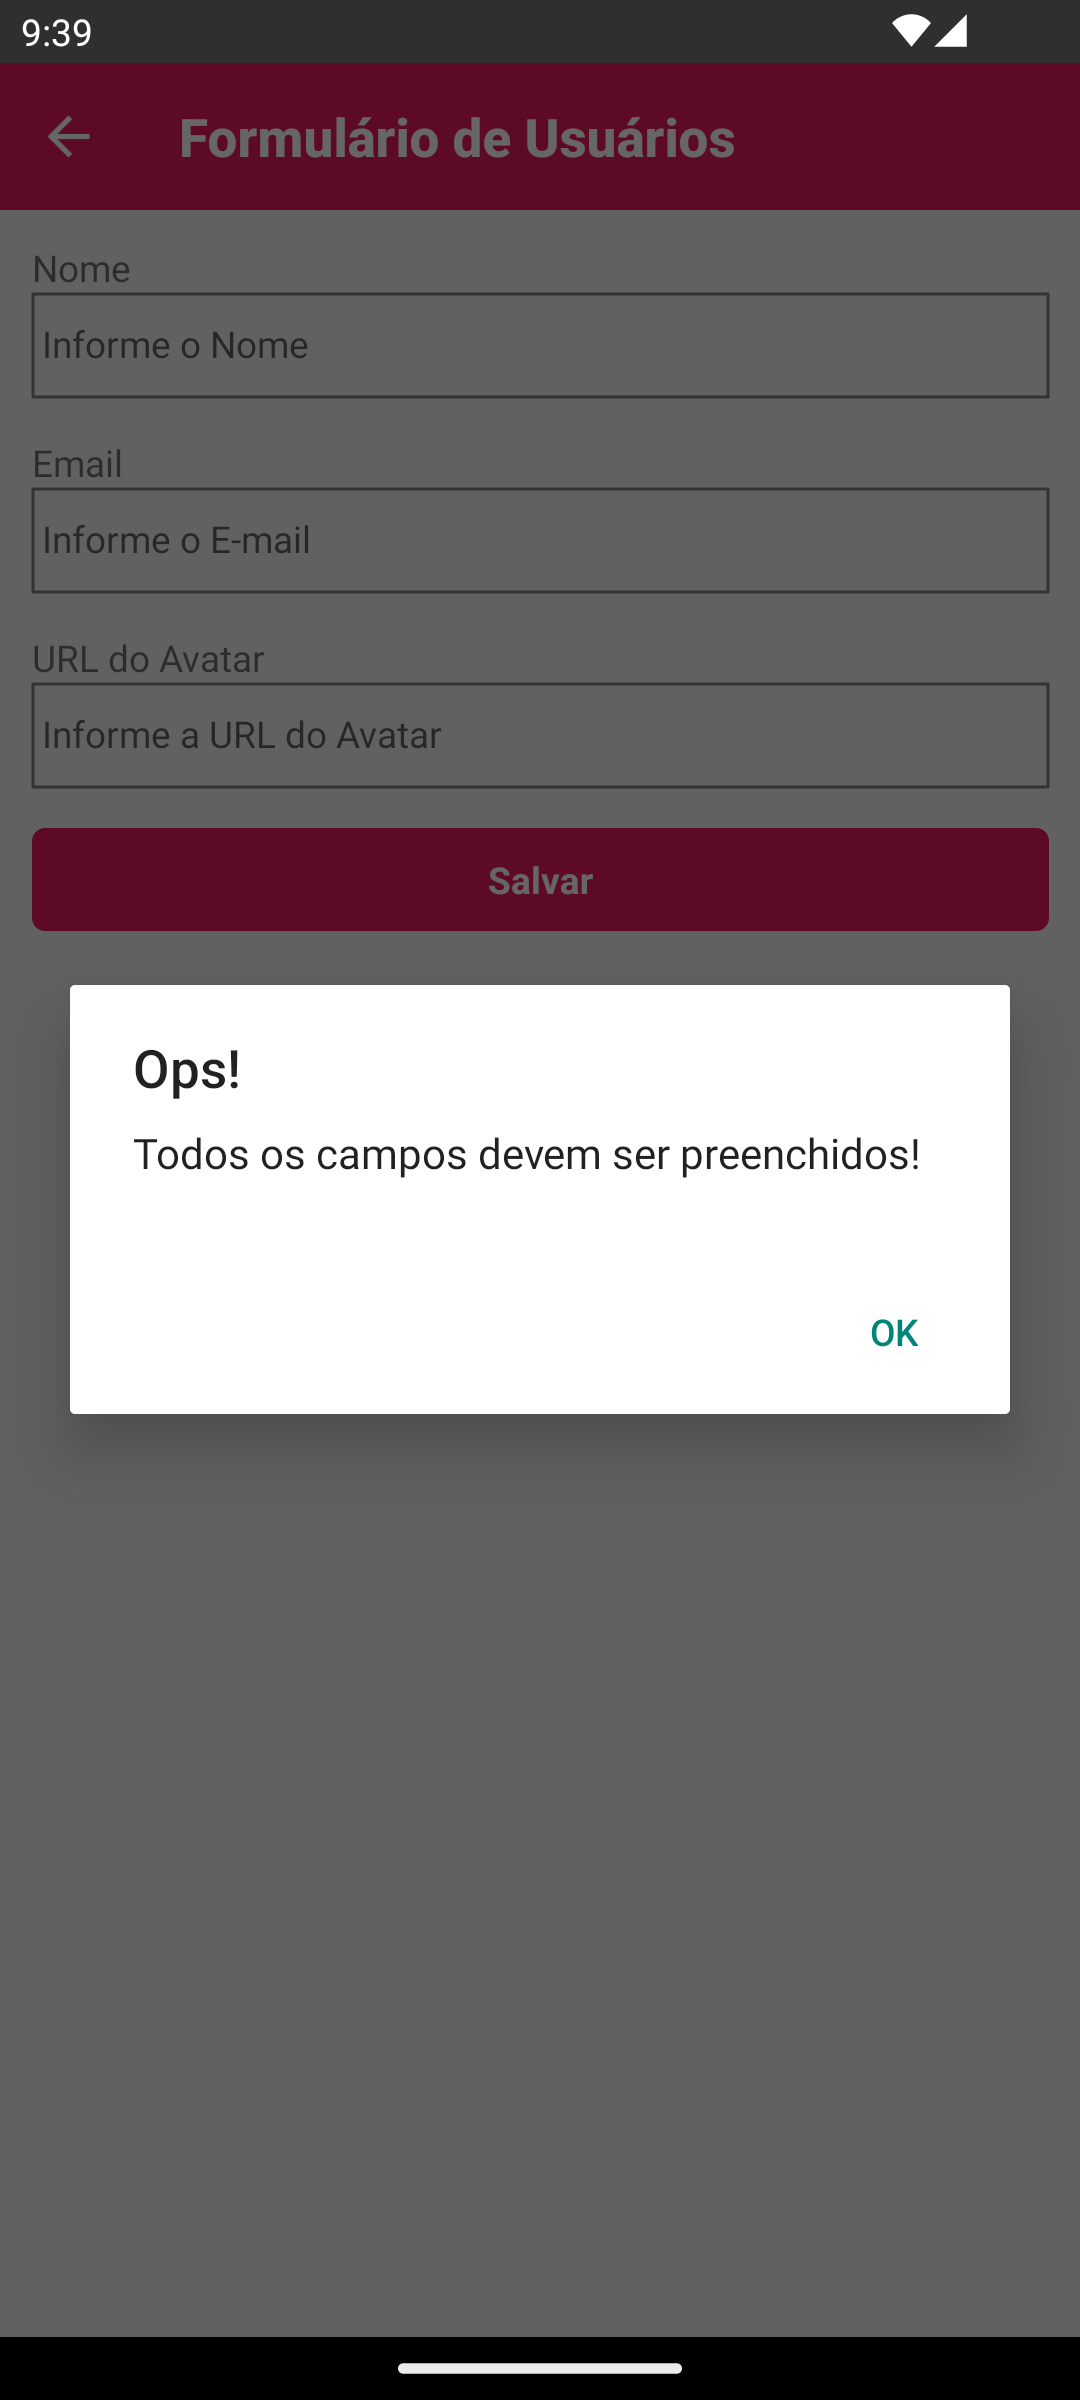 9:39
Formulário de Usuários
Nome
Informe o Nome
Email
Informe o E-mail
URL do Avatar
Informe a URL do Avatar
Salvar
Ops!
Todos os campos devem ser preenchidos!
OK